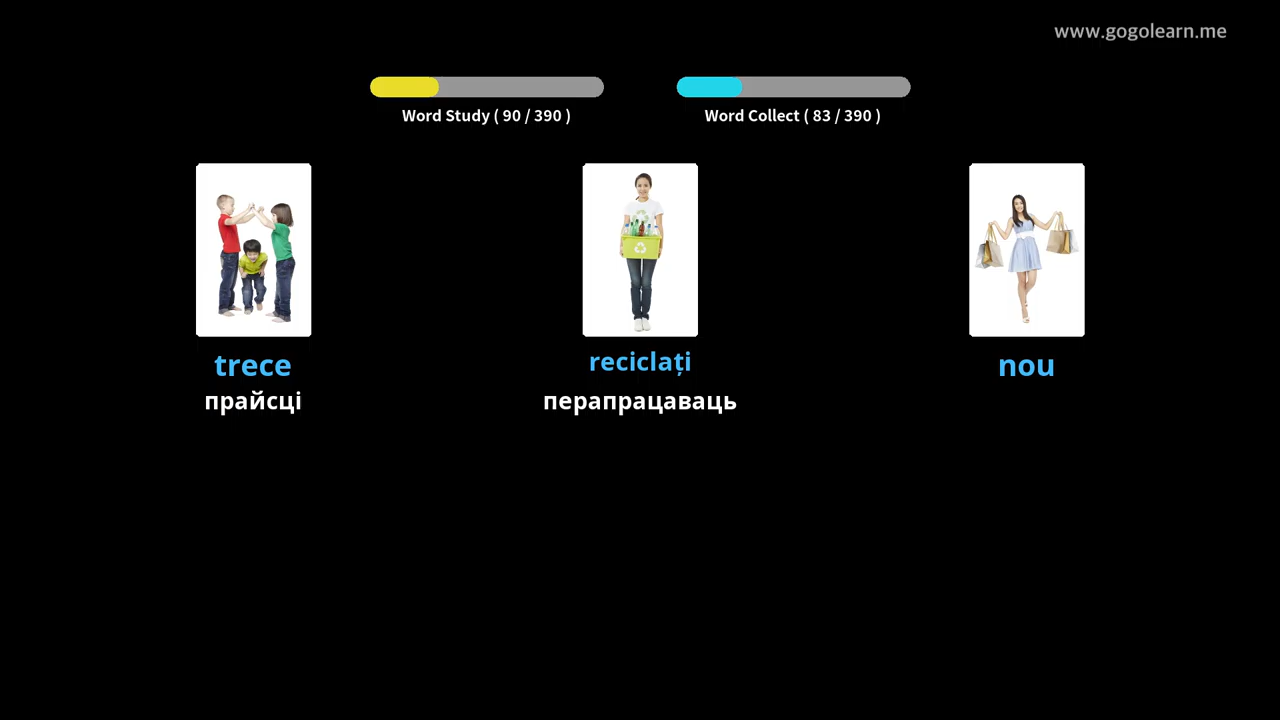 www.gogolearn.me
Word Study ( 90 / 390 )
Word Collect ( 83 / 390 )
trece
reciclați
nou
прайсці
перапрацаваць